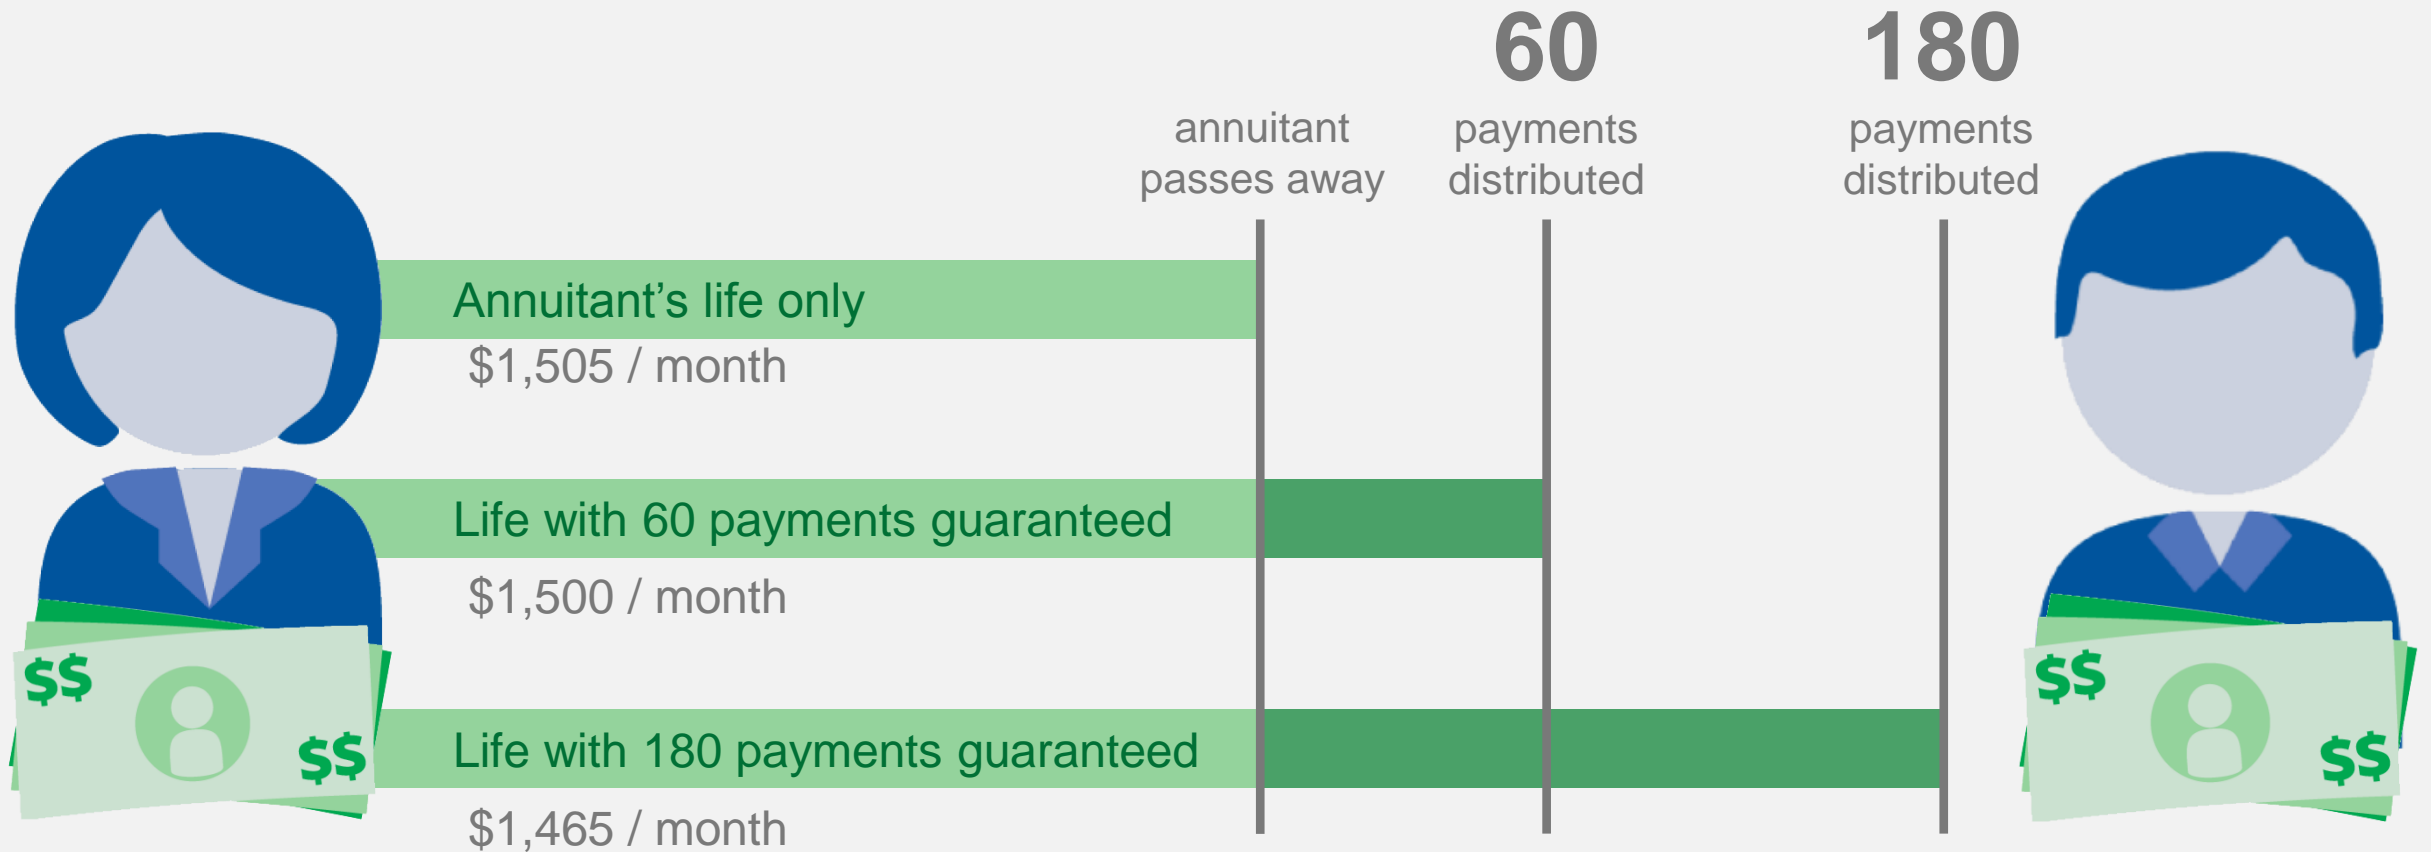 60
180
annuitant
passes away
payments
distributed
payments
distributed
Annuitant’s life only
$1,505 / month
Life with 60 payments guaranteed
$1,500 / month
$$
$$
Life with 180 payments guaranteed
$1,465 / month
$$
$$